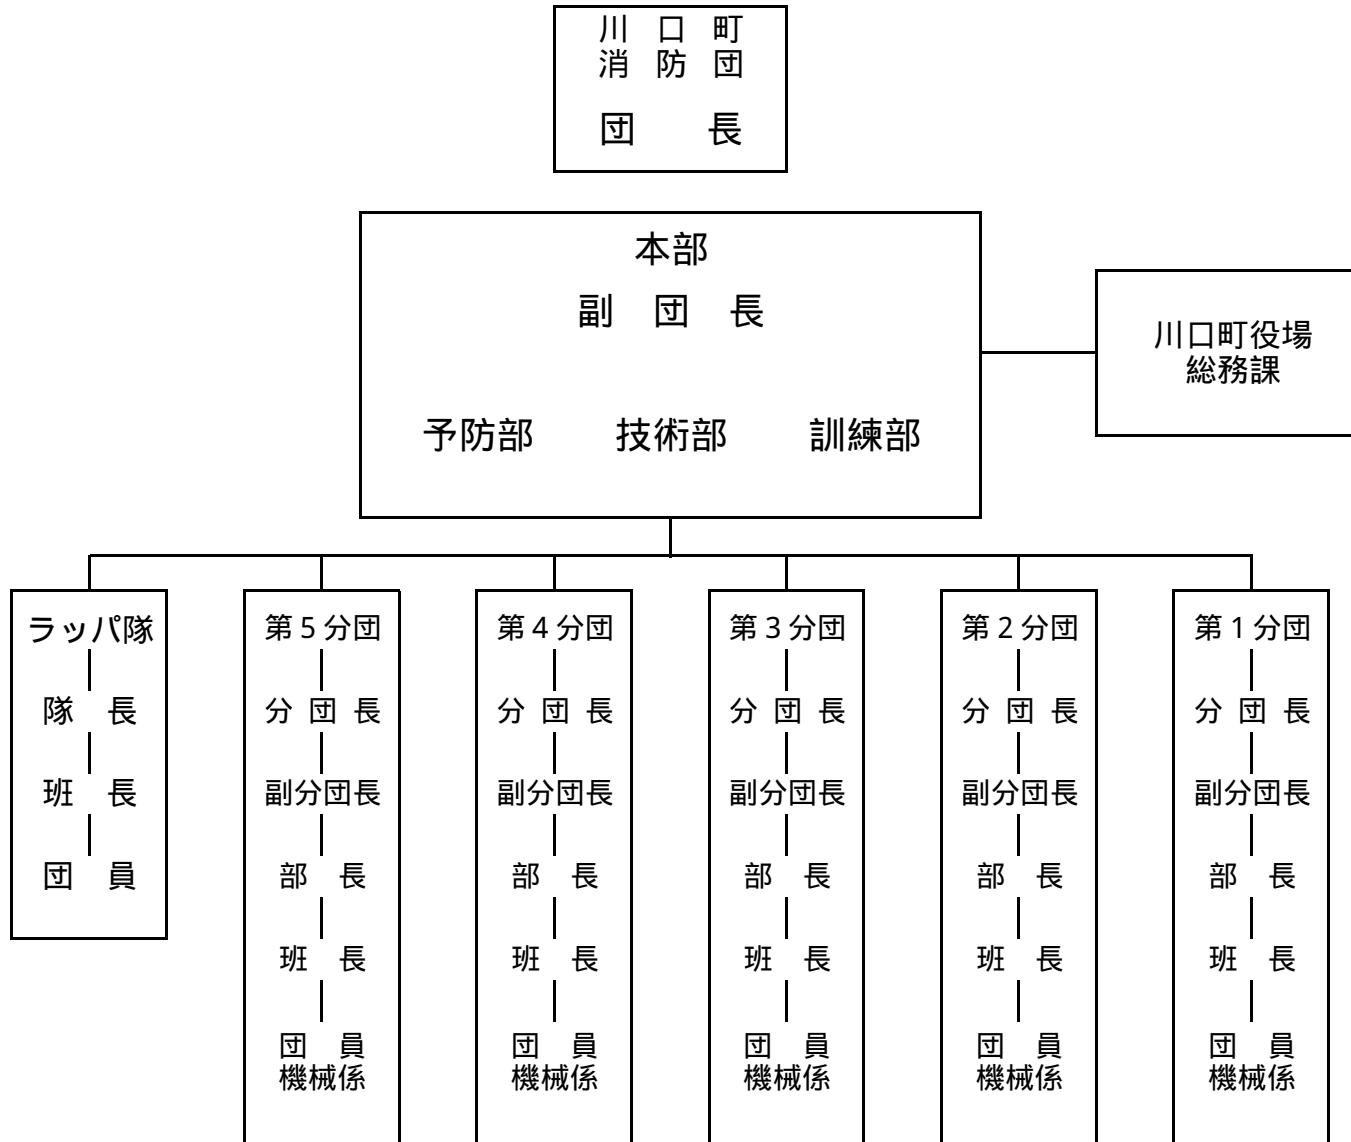 川口町
消防団
団長
本部
副団長
予防部 技術部 訓練部
川口町役場
総務課
ラッパ隊
隊長
班長
団員
第5分団
分団長
副分団長
部長
班長
団員
機械係
第4分団
分団長
副分団長
部長
班長
団員
機械係
第3分団
分団長
副分団長
部長
班長
団員
機械係
第2分団
分団長
副分団長
部長
班長
団員
機械係
第1分団
分団長
副分団長
部長
班長
団員
機械係